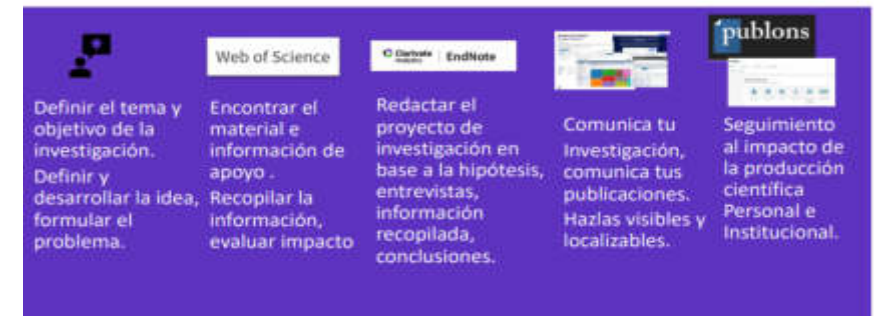 Definir el tema y
objetivo de la
investigación.
Definir y
desarrollar la idea,
formular el
problema.
Web of Science
Encontrar el
material e
información de
apoyo .
Recopilar la
información,
evaluar impacto
Clarivate
Analytics
EndNote
Redactar el
proyecto de
investigación en
base a la hipótesis,
entrevistas,
información
recopilada,
conclusiones.
Comunica tu
Investigación,
comunica tus
publicaciones.
Hazlas visibles y
localizables.
publons
Seguimiento
al impacto de
la producción
científica
Personal e
Institucional.